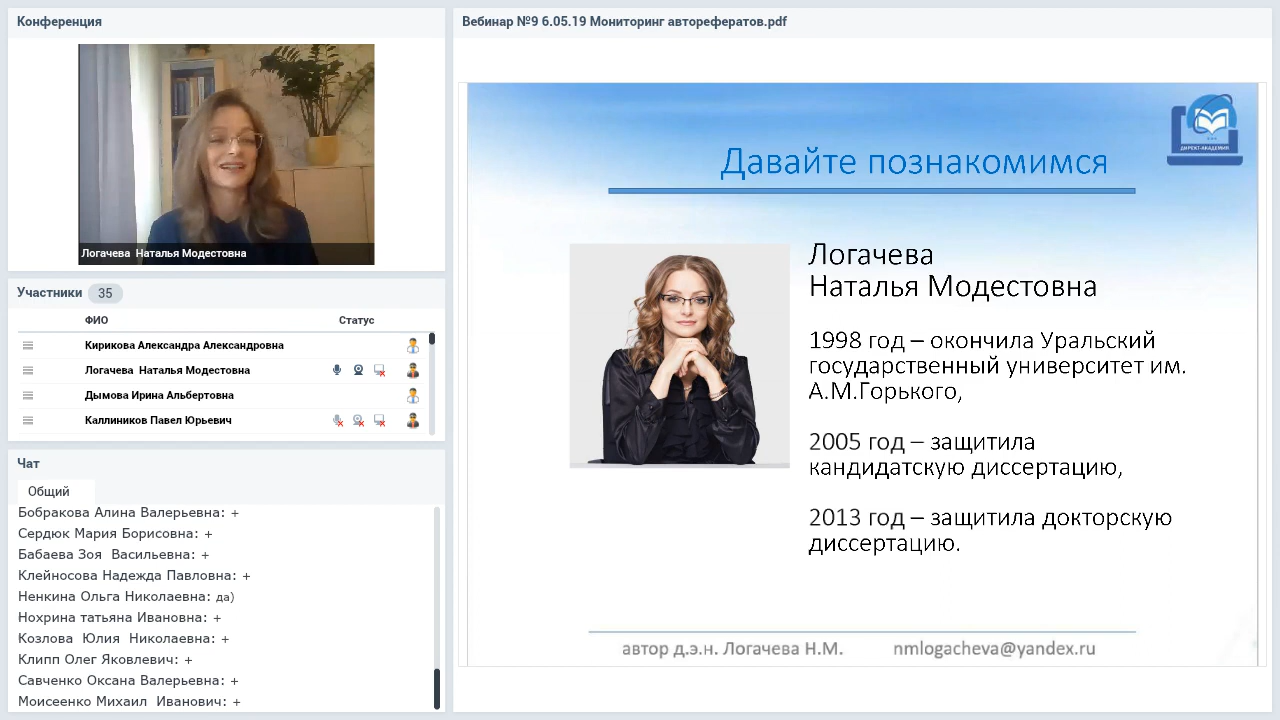 Конференция
Логачева  Наталья Модестовна
Участники 35
ФИО Статус
Кирикова Александра Александровна
Логачева  Наталья Модестовна
Дымова Ирина Альбертовна
Каллиников Павел Юрьевич
Чат
Общий
Бобракова Алина Валерьевна: +
Сердюк Мария Борисовна: +
Бабаева Зоя  Васильевна: +
Клейносова Надежда Павловна: +
Ненкина Ольга Николаевна: да)
Нохрина татьяна Ивановна: +
Козлова  Юлия  Николаевна: +
Клипп Олег Яковлевич: +
Савченко Оксана Валерьевна: +
Моисеенко Михаил  Иванович: +
Вебинар №9 6.05.19 Мониторинг авторефератов.pdf
ДИРЕКТ-АКАДЕМИЯ
Давайте познакомимся
Логачева
Наталья Модестовна
1998 год – окончила Уральский
государственный университет им.
А.М.Горького,
2005 год – защитила
кандидатскую диссертацию,
2013 год – защитила докторскую
диссертацию.
автор д.э.н. Логачева Н.М. nmlogacheva@yandex.ru